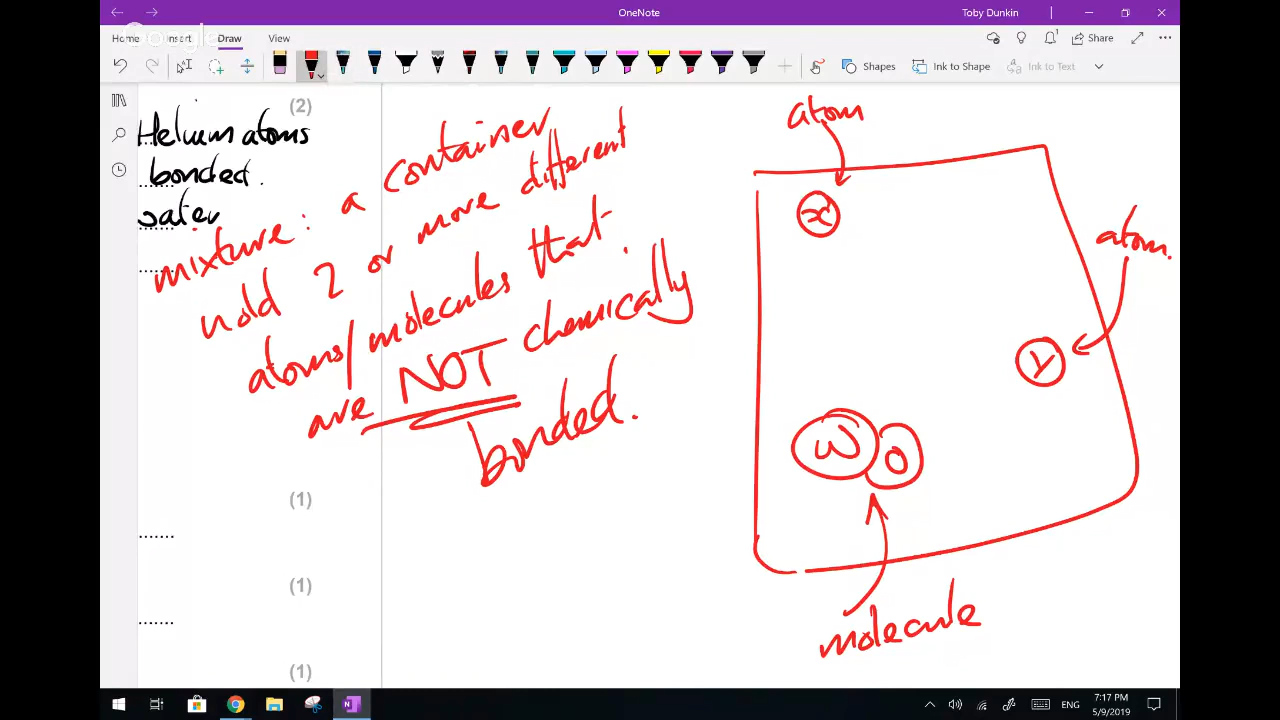 OneNote
Toby Dunkin
Home
Insert
Draw
View
Share
Shapes
Ink to Shape
Ink to Text
(2)
Helium atoms
bonded.
mixture: a container
hold 2 or more different
atoms/molecules that
are NOT chemically
bonded.
atom
x
atom.
y
W O
molecule
(1)
(1)
(1)
ENG
7:17 PM
5/9/2019